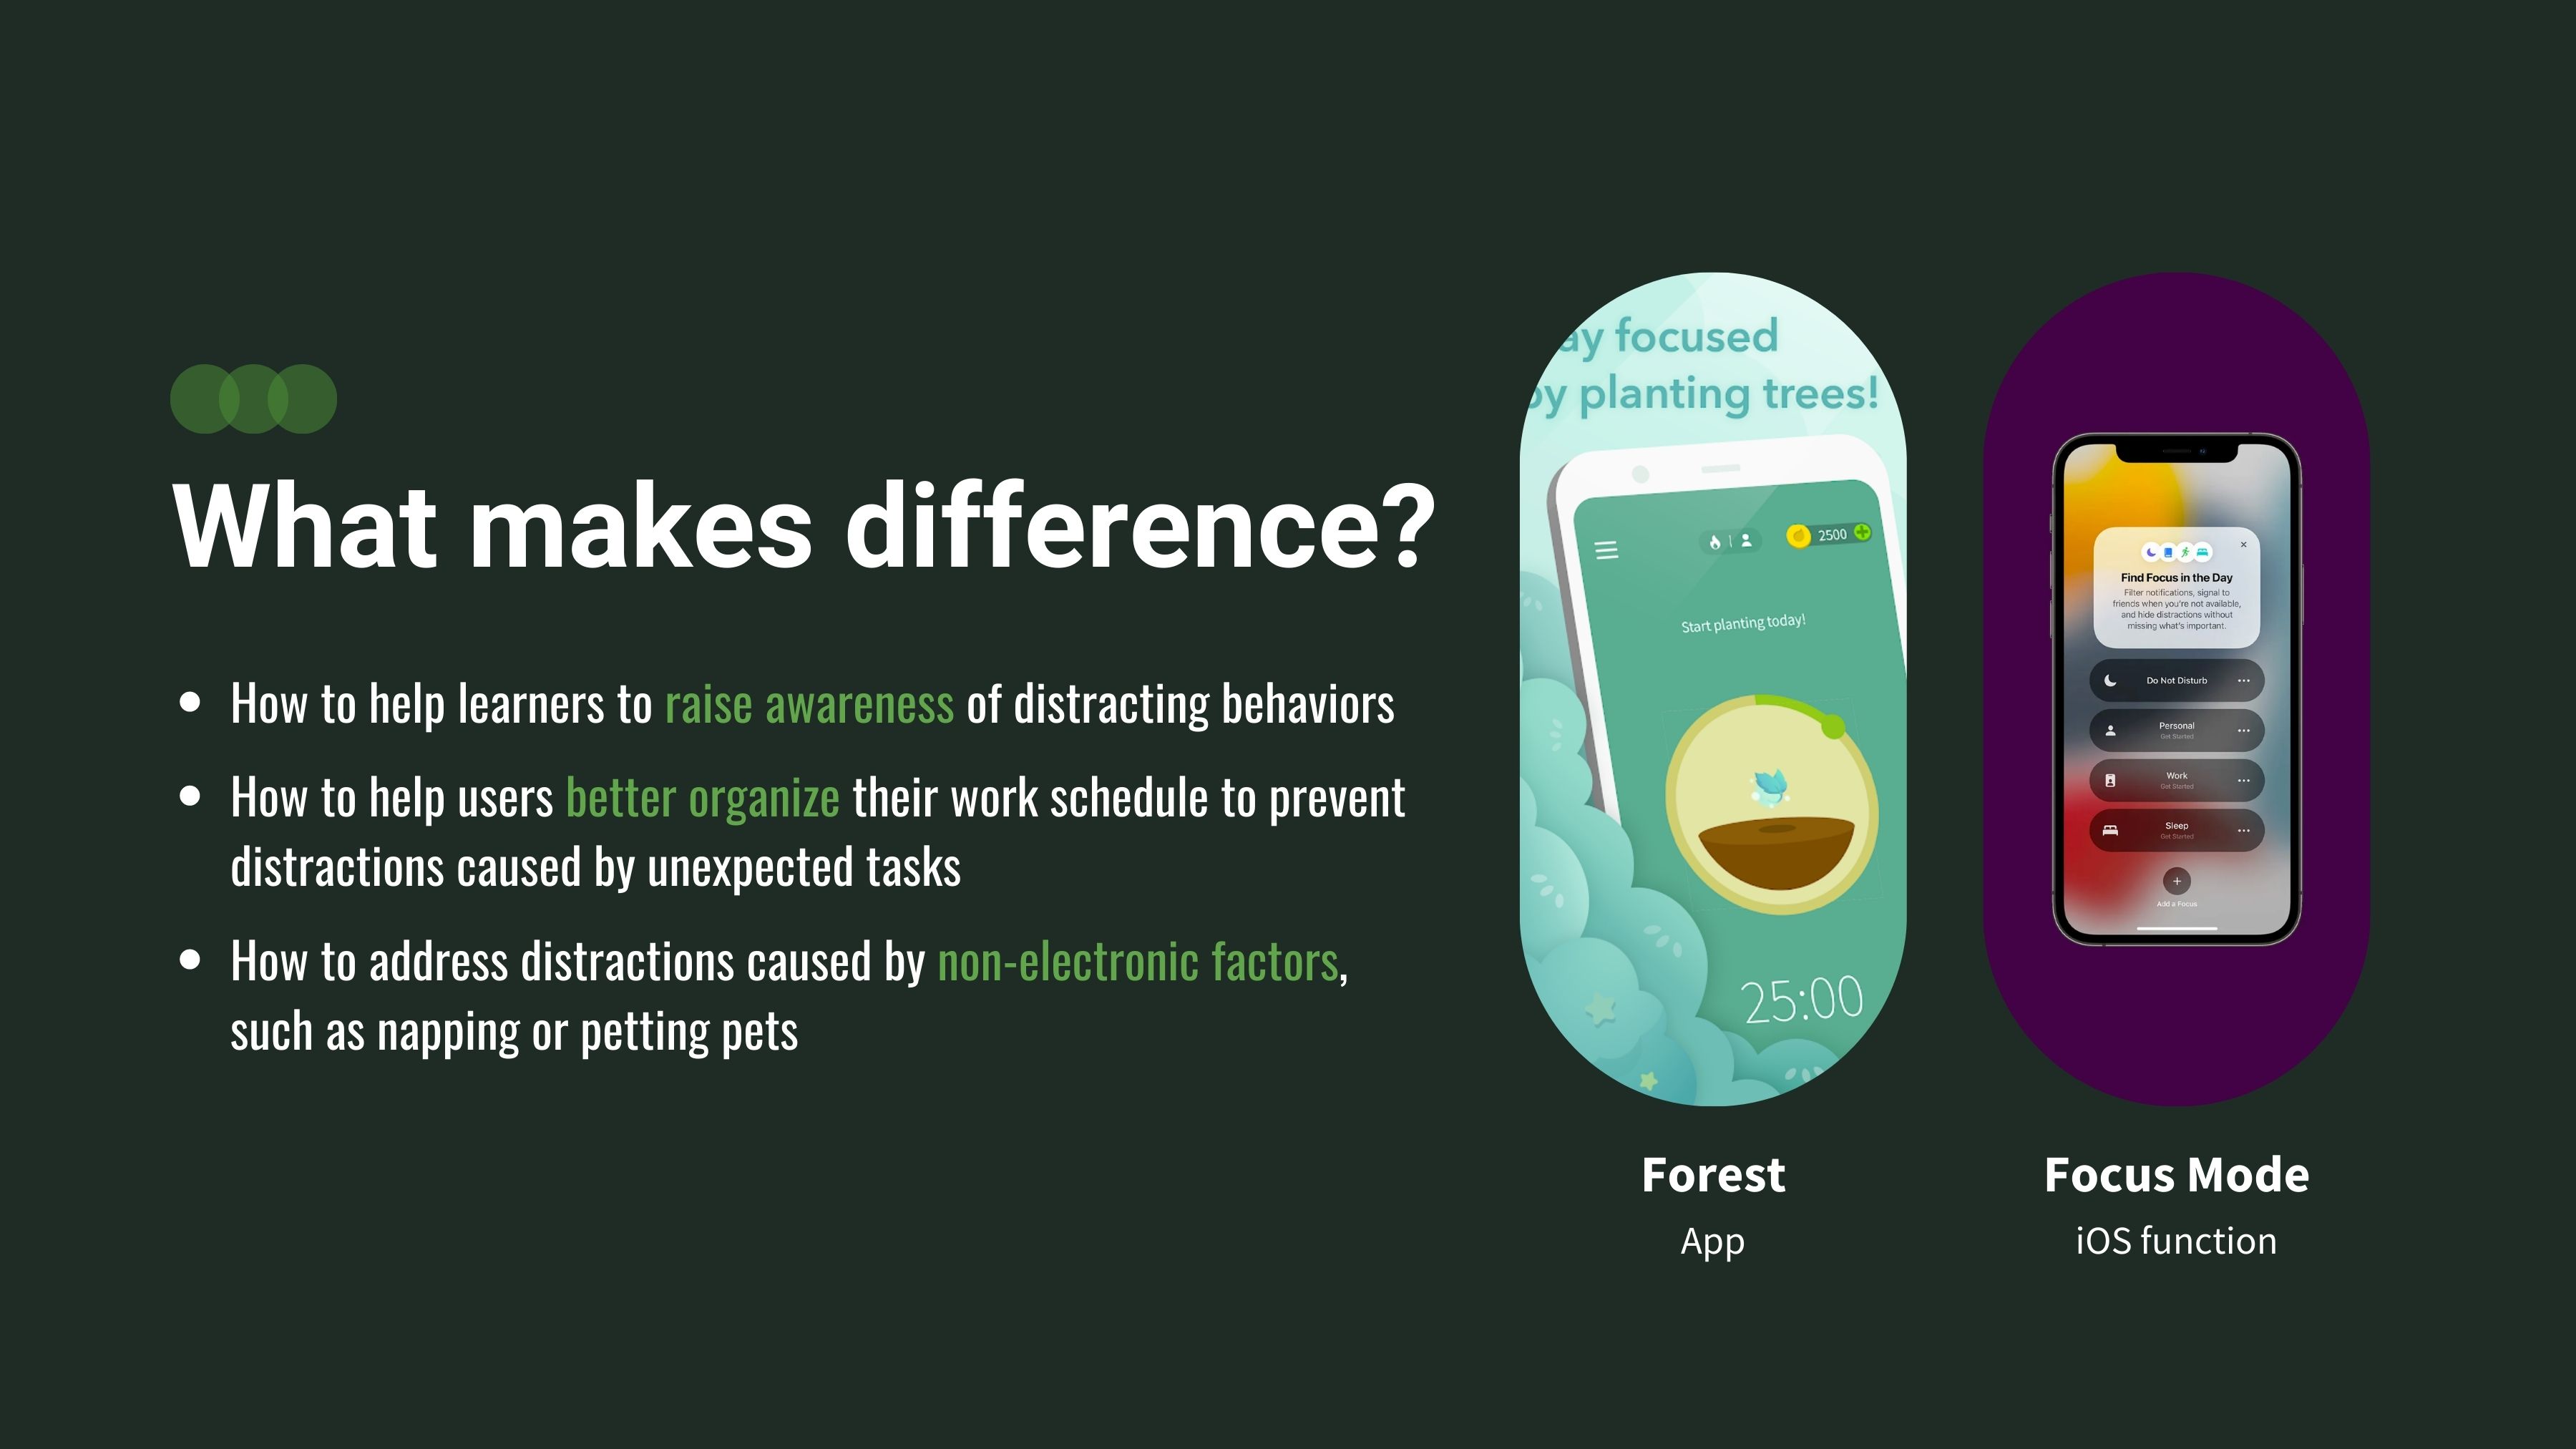 What makes difference?
How to help learners to raise awareness of distracting behaviors
How to help users better organize their work schedule to prevent
distractions caused by unexpected tasks
How to address distractions caused by non-electronic factors,
such as napping or petting pets
ay focused
by planting trees!
2500
Start planting today!
25:00
Forest
App
Find Focus in the Day
Filter notifications, signal to
friends when you're not available,
and hide distractions without
missing what's important.
Do Not Disturb
Personal
Get Started
Work
Get Started
Sleep
Get Started
Add a Focus
Focus Mode
iOS function